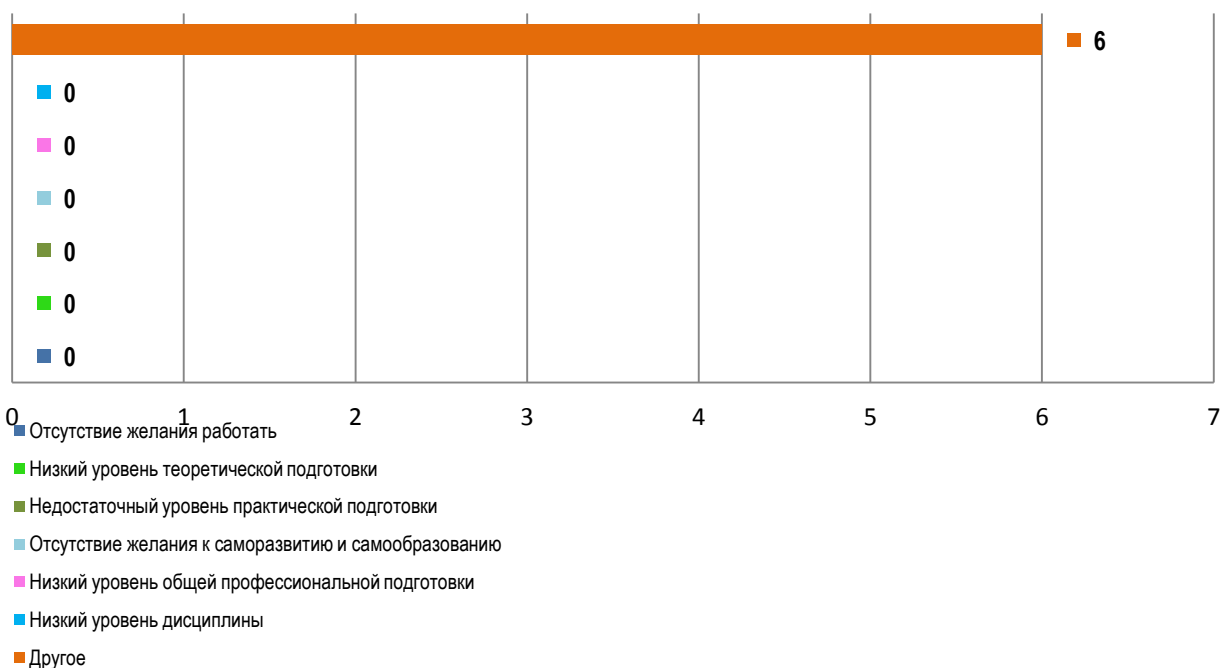 6
0
0
0
0
0
0
0 1 2 3 4 5 6 7
Отсутствие желания работать
Низкий уровень теоретической подготовки
Недостаточный уровень практической подготовки
Отсутствие желания к саморазвитию и самообразованию
Низкий уровень общей профессиональной подготовки
Низкий уровень дисциплины
Другое